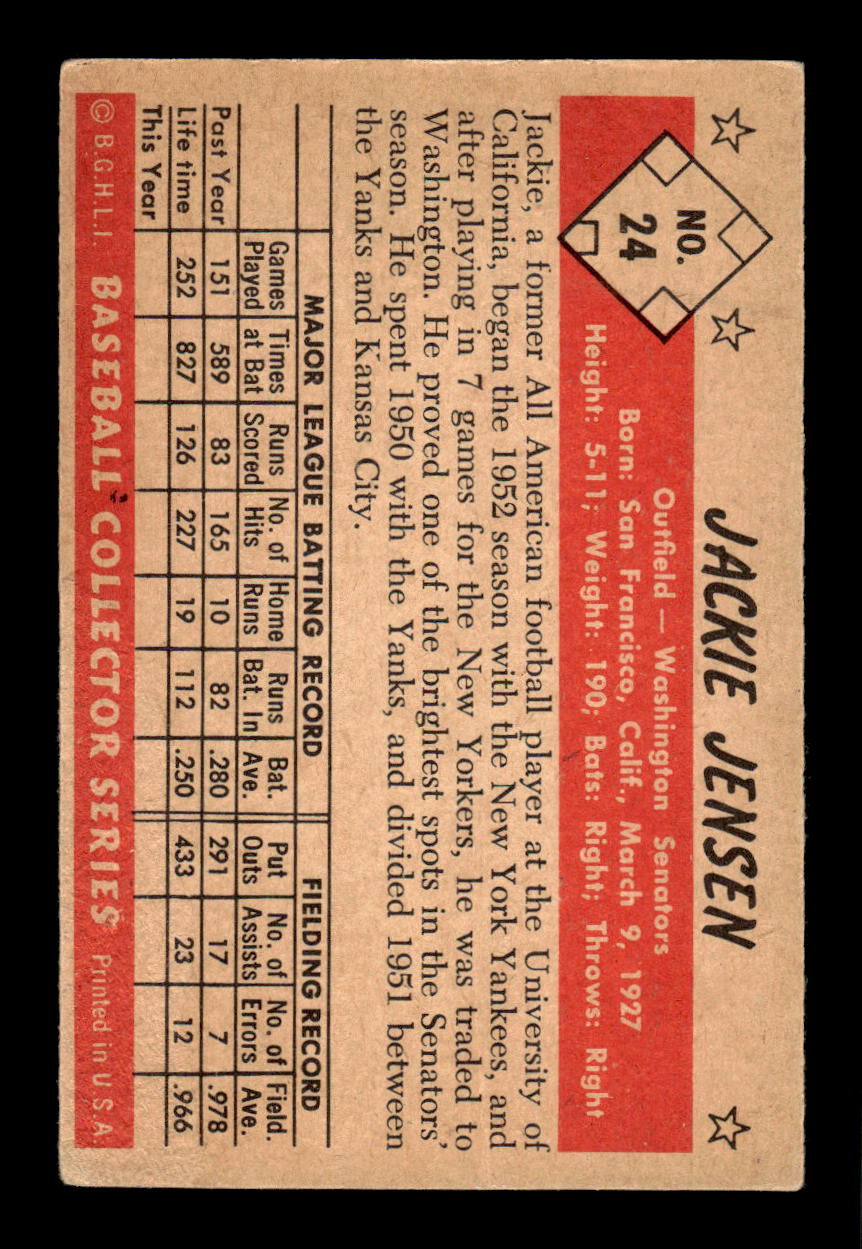 JACKIE JENSEN
NO.
24
Outfield — Washington Senators
Born: San Francisco, Calif., March 9, 1927
Height: 5-11; Weight: 190; Bats: Right; Throws: Right
Jackie, a former All American football player at the University of
California, began the 1952 season with the New York Yankees, and
after playing in 7 games for the New Yorkers, he was traded to
Washington. He proved one of the brightest spots in the Senators'
season. He spent 1950 with the Yanks, and divided 1951 between
the Yanks and Kansas City.
MAJOR LEAGUE BATTING RECORD FIELDING RECORD
Games Times Runs No. of Home Runs Bat. Put No. of No. of Field.
Played at Bat Scored Hits Runs Bat. In Ave. Outs Assists Errors Ave.
Past Year 151 589 83 165 10 82 .280 291 17 7 .978
Life time 252 827 126 227 19 112 .250 433 23 12 .966
This Year
© B.G.H.L.I. BASEBALL COLLECTOR SERIES Printed in U.S.A.